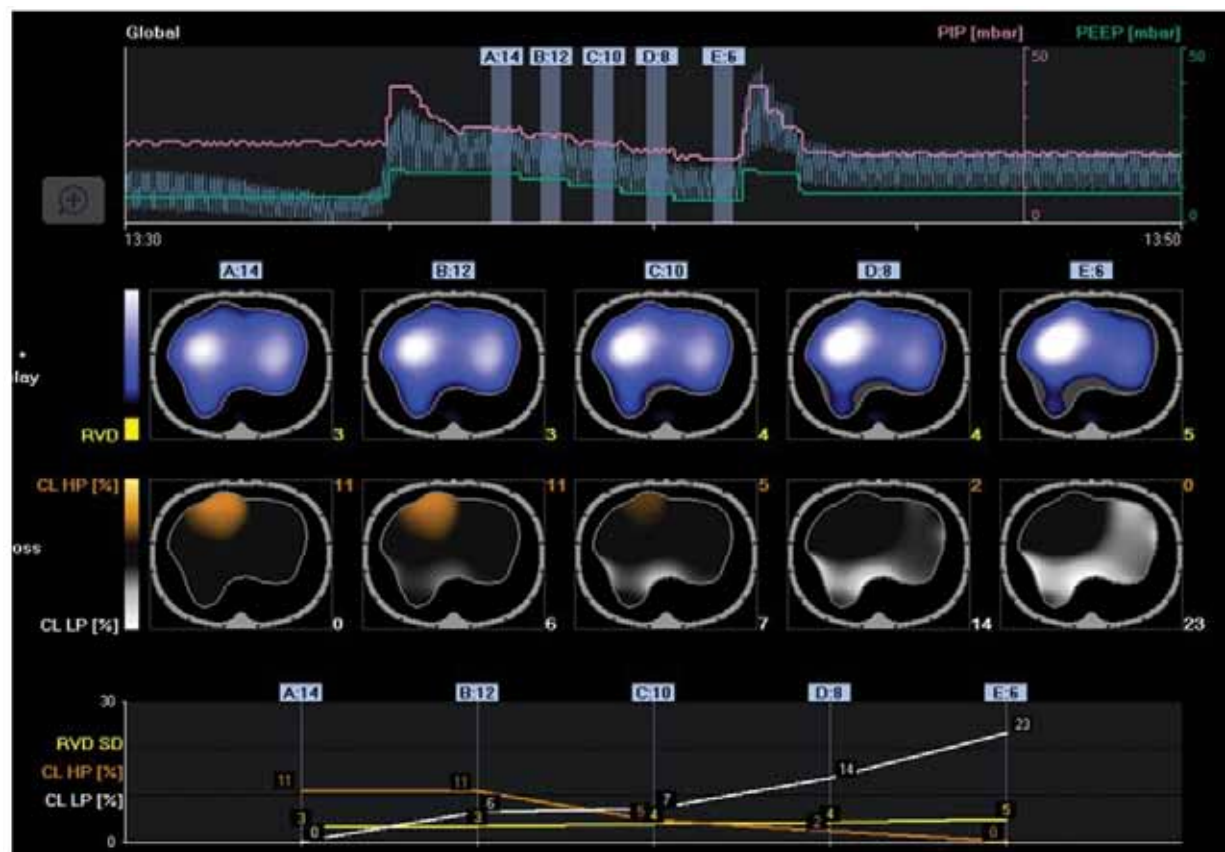 Global PIP [mbar] PEEP [mbar]
A:14 B:12 C:10 D:8 E:6 50 50
0 0
13:30 13:50
A:14 B:12 C:10 D:8 E:6
lay
RVD 3 3 4 4 5
CL HP [%] 11 11 5 2 0
oss
CL LP [%] 0 6 7 14 23
A:14 B:12 C:10 D:8 E:6
30
23
RVD SD
14
CL HP [%] 11 11
CL LP [%] 6 5 7
3 3 4 4 5
0 2 0
0